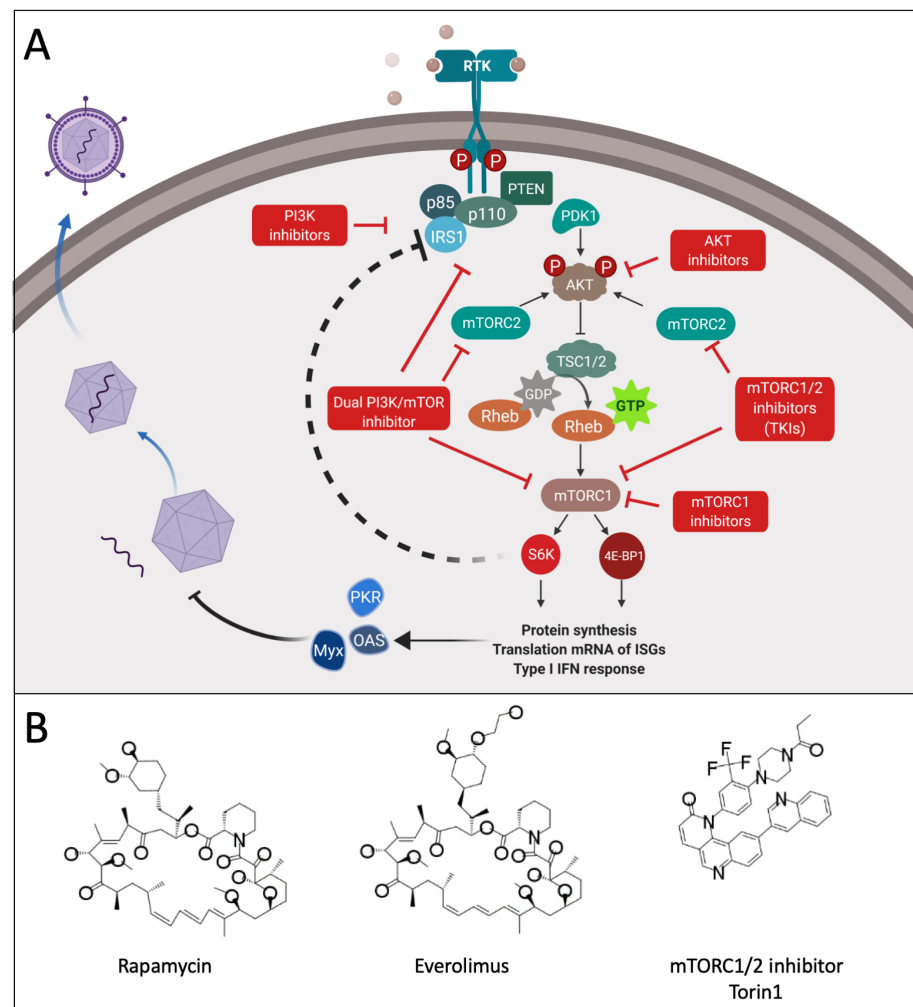 A
RTK
P
P
PTEN
p85
p110
IRS1
PI3K
inhibitors
PDK1
P
P
AKT
AKT
inhibitors
mTORC2
mTORC2
TSC1/2
GDP
GTP
Rheb
Rheb
Dual PI3K/mTOR
inhibitor
mTORC1/2
inhibitors
(TKIs)
mTORC1
mTORC1
inhibitors
S6K
4E-BP1
PKR
OAS
Myx
Protein synthesis
Translation mRNA of ISGs
Type I IFN response
B
O
O
O
O
N
O
O
O
O
O
O
O
O
O
O
O
O
O
O
N
O
O
O
O
O
O
O
O
O
O
F
F
F
N
N
O
O
N
N
N
Rapamycin
Everolimus
mTORC1/2 inhibitor
Torin1